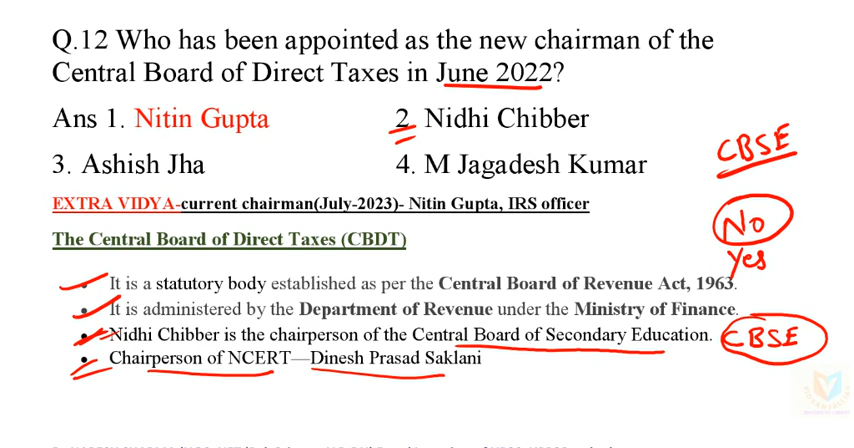 Q.12 Who has been appointed as the new chairman of the
Central Board of Direct Taxes in June 2022?
Ans 1. Nitin Gupta 2. Nidhi Chibber
3. Ashish Jha 4. M Jagadesh Kumar
CBSE
EXTRA VIDYA-current chairman(July-2023)- Nitin Gupta, IRS officer
No
The Central Board of Direct Taxes (CBDT)
Yes
• It is a statutory body established as per the Central Board of Revenue Act, 1963.
• It is administered by the Department of Revenue under the Ministry of Finance.
• Nidhi Chibber is the chairperson of the Central Board of Secondary Education. CBSE
• Chairperson of NCERT—Dinesh Prasad Saklani